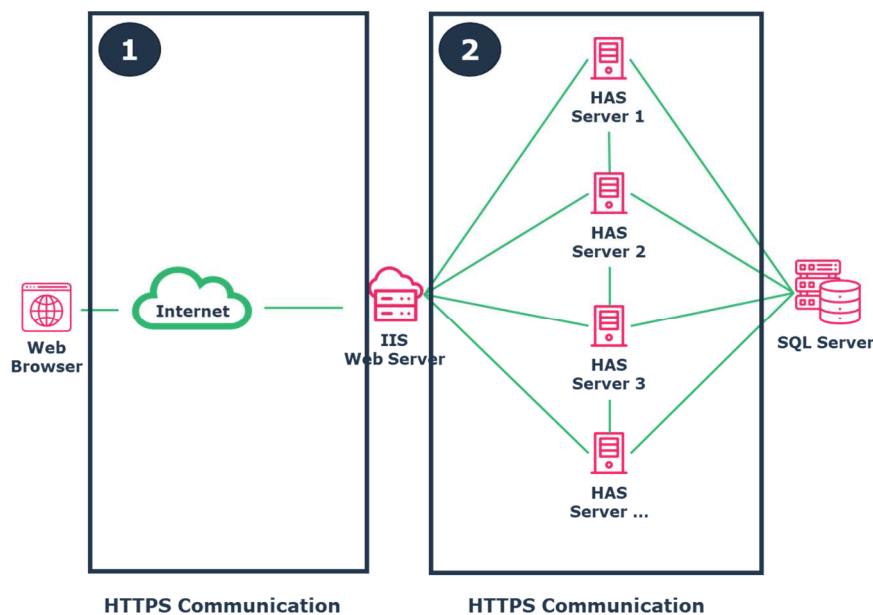 1
2
HAS
Server 1
HAS
Server 2
Internet
Web
Browser
IIS
Web Server
HAS
Server 3
SQL Server
HAS
Server ...
HTTPS Communication
HTTPS Communication